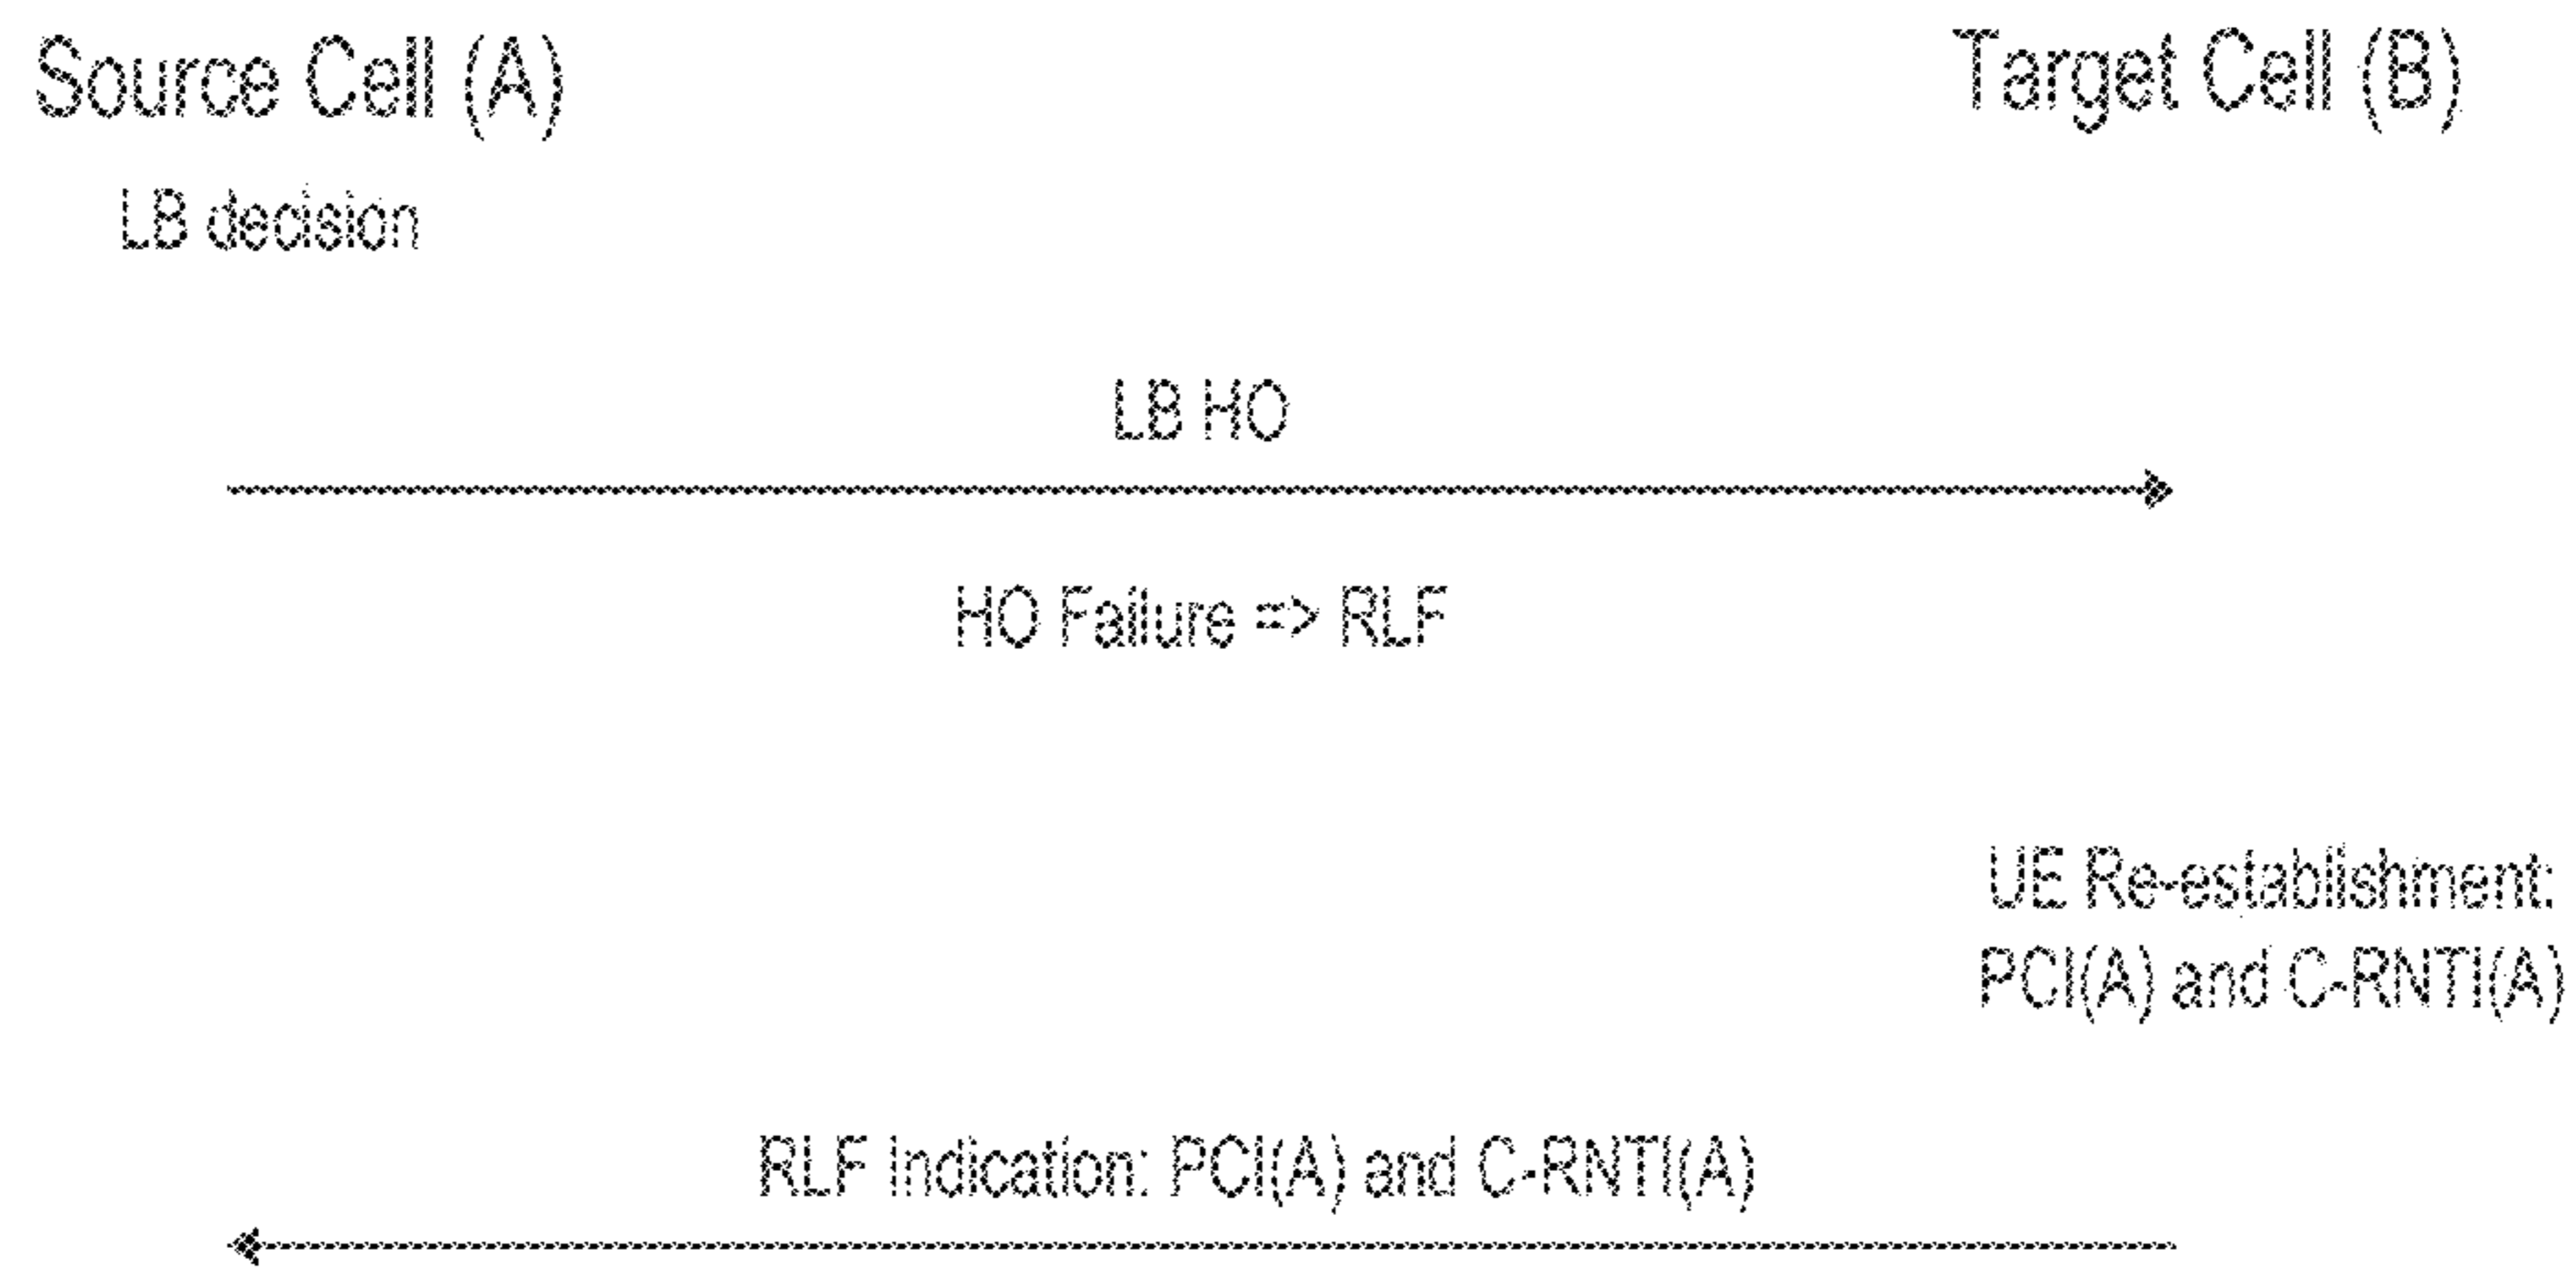 Source Cell (A)
Target Cell (B)
LB decision
LB HO
HO Failure => RLF
UE Re-establishment:
PCI(A) and C-RNTI(A)
RLF Indication: PCI(A) and C-RNTI(A)